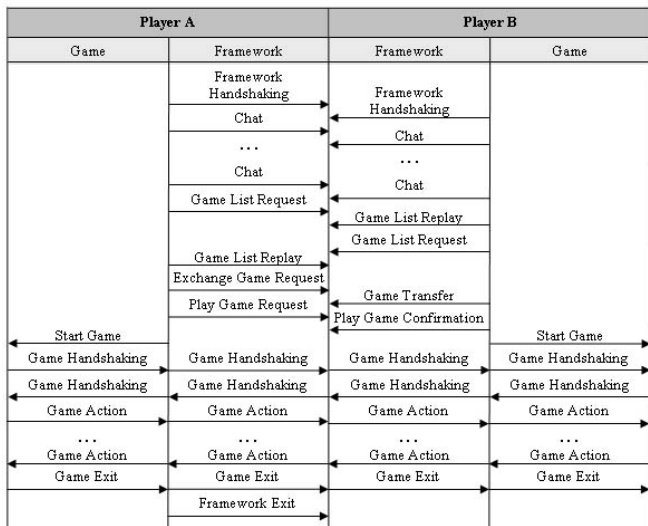 Player A Player B
Game Framework Framework Game
Framework
Handshaking
Framework
Handshaking
Chat
Chat
...
...
Chat
Chat
Game List Request
Game List Replay
Game List Request
Game List Replay
Exchange Game Request
Game Transfer
Play Game Request
Play Game Confirmation
Start Game Start Game
Game Handshaking Game Handshaking Game Handshaking Game Handshaking
Game Handshaking Game Handshaking Game Handshaking Game Handshaking
Game Action Game Action Game Action Game Action
... ... ... ...
Game Action Game Action Game Action Game Action
Game Exit Game Exit Game Exit Game Exit
Framework Exit